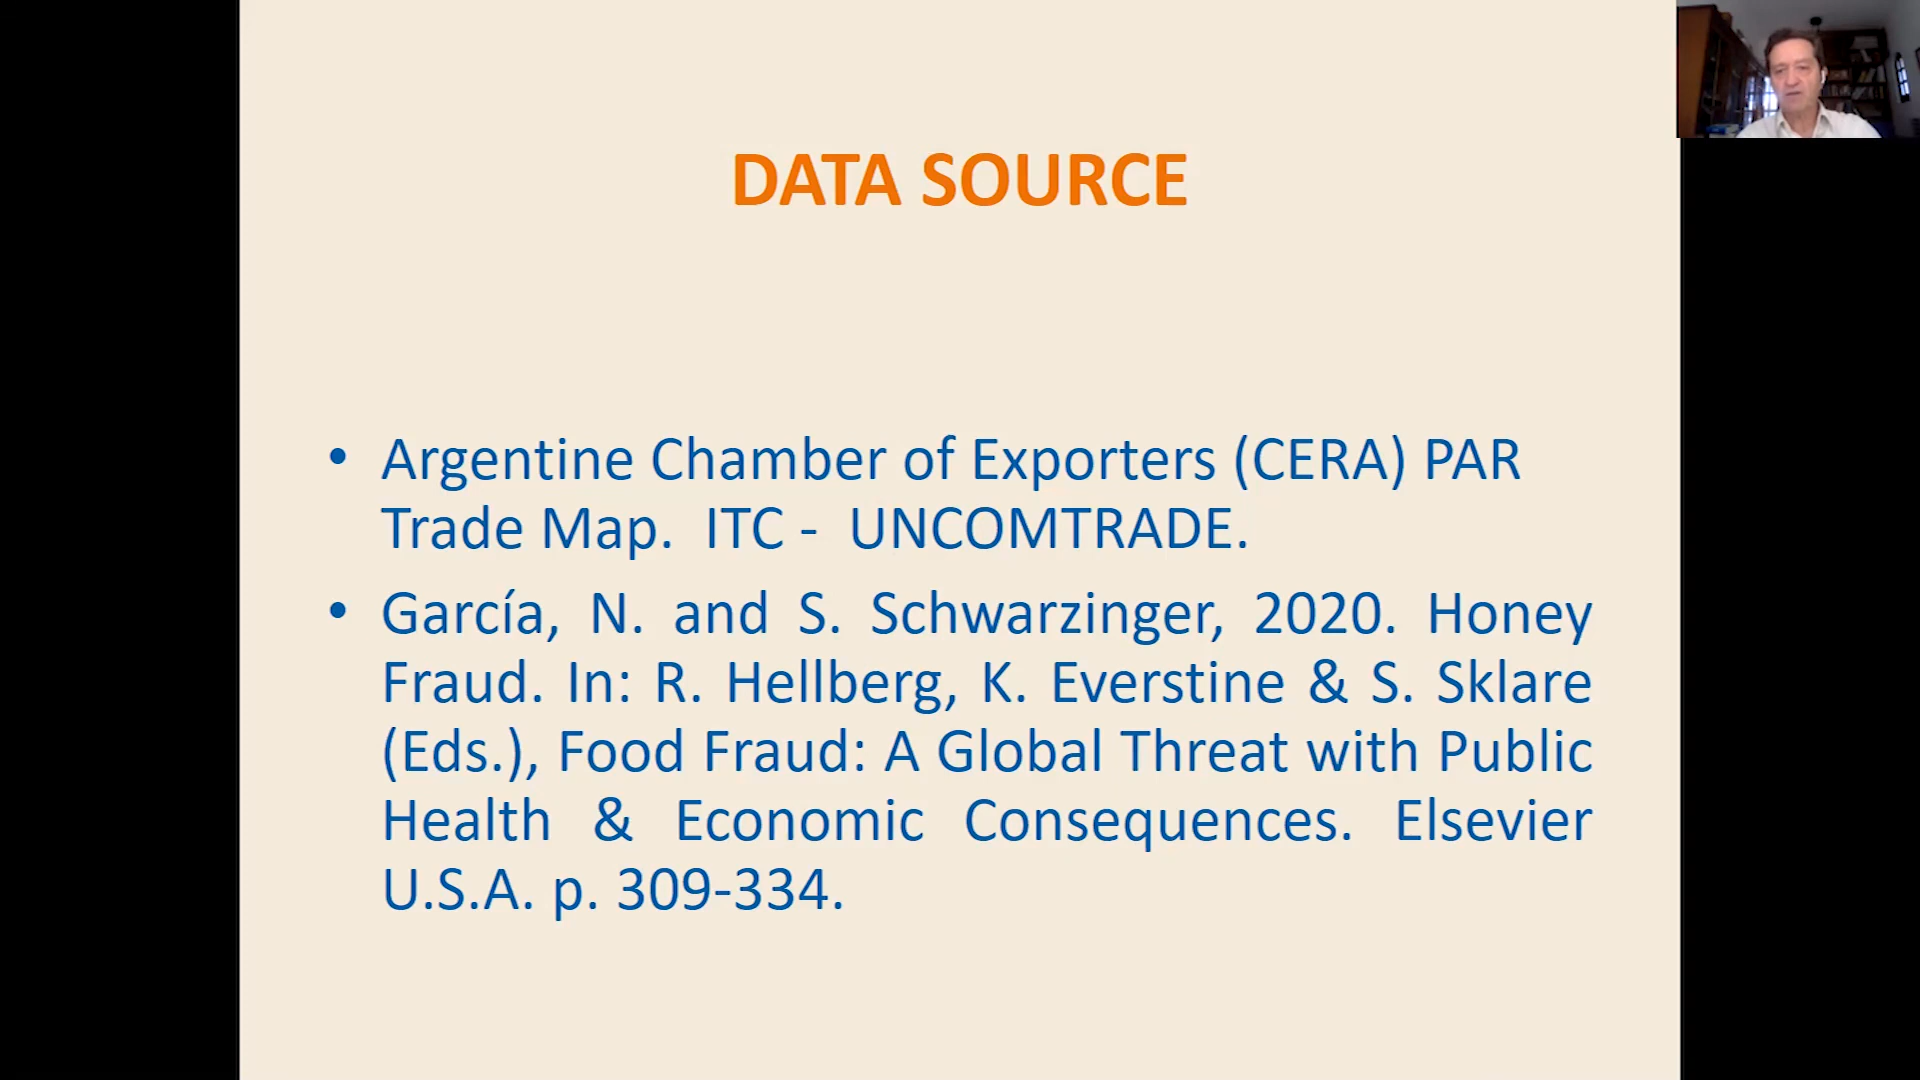 DATA SOURCE
• Argentine Chamber of Exporters (CERA) PAR
Trade Map. ITC - UNCOMTRADE.
• García, N. and S. Schwarzinger, 2020. Honey
Fraud. In: R. Hellberg, K. Everstine & S. Sklare
(Eds.), Food Fraud: A Global Threat with Public
Health & Economic Consequences. Elsevier
U.S.A. p. 309-334.